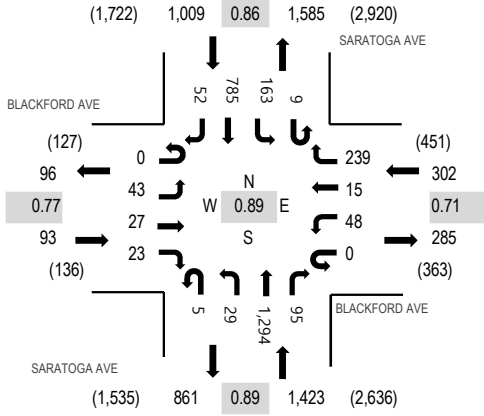 (1,722) 1,009 0.86 1,585 (2,920)
SARATOGA AVE
52 785 163 9
BLACKFORD AVE
(127) (451)
0 239
96 302
43 N 15
0.77 W 0.89 E 0.71
27 S 48
93 285
23 0
(136) (363)
5 29 1,294 95
BLACKFORD AVE
SARATOGA AVE
(1,535) 861 0.89 1,423 (2,636)